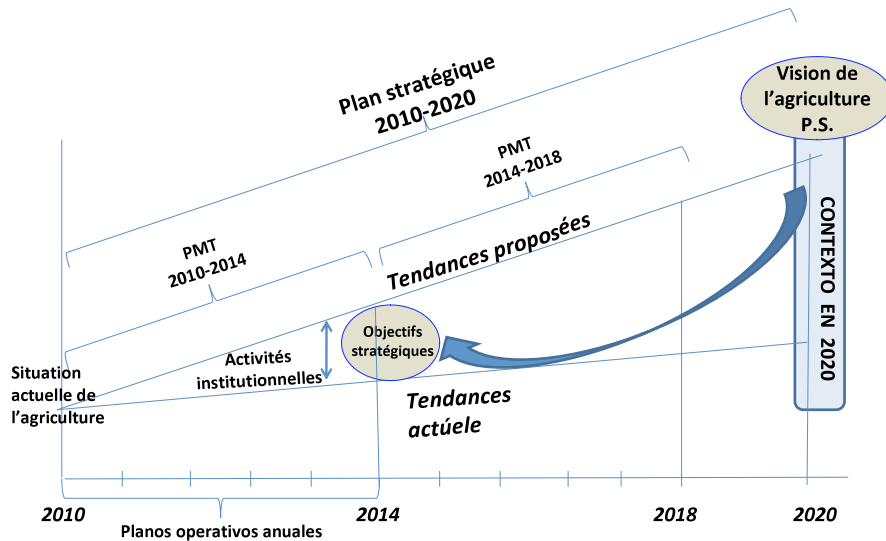 Plan stratégique
2010-2020
Vision de
l’agriculture
P.S.
PMT
2014-2018
PMT
2010-2014
Tendances proposées
CONTEXTO EN 2020
Objectifs
stratégiques
Activités
institutionnelles
Situation
actuelle de
l’agriculture
Tendances
actúele
2010
2014
2018
2020
Planos operativos anuales